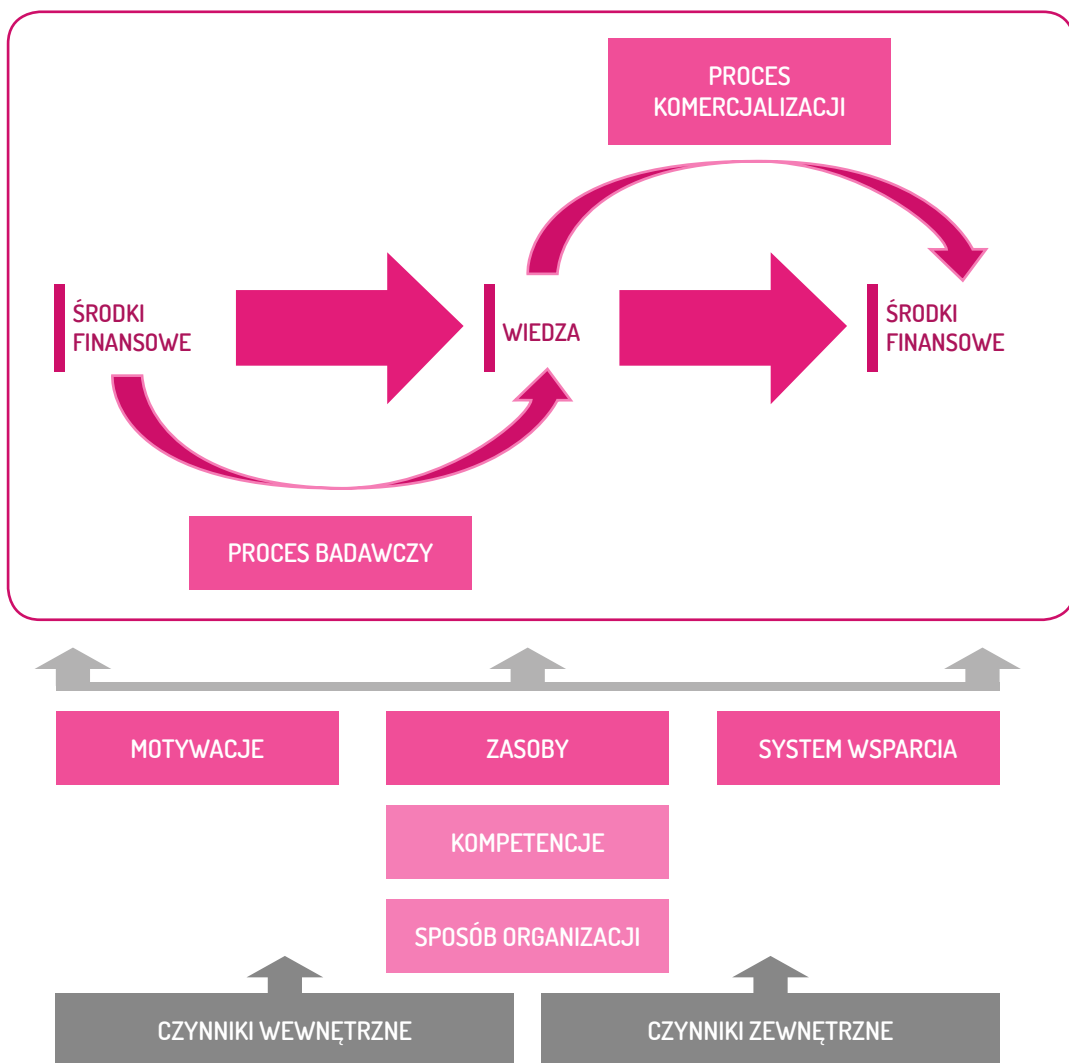 PROCES
KOMERCJALIZACJI
ŚRODKI
FINANSOWE
WIEDZA
ŚRODKI
FINANSOWE
PROCES BADAWCZY
MOTYWACJE
ZASOBY
SYSTEM WSPARCIA
KOMPETENCJE
SPOSÓB ORGANIZACJI
CZYNNIKI WEWNĘTRZNE
CZYNNIKI ZEWNĘTRZNE